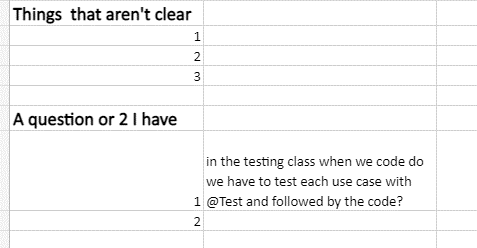 Things  that aren't clear
1
2
3
A question or 2 I have
in the testing class when we code do
we have to test each use case with
1 @Test and followed by the code?
2